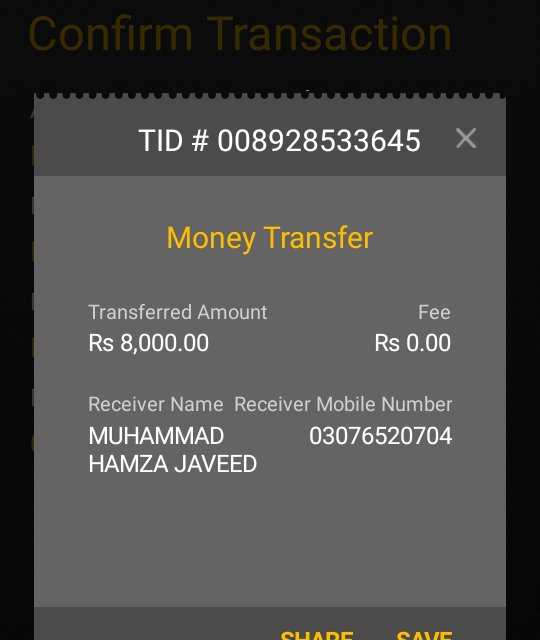 Confirm Transaction
TID # 008928533645
Money Transfer
Transferred Amount Fee
Rs 8,000.00 Rs 0.00
Receiver Name Receiver Mobile Number
MUHAMMAD 03076520704
HAMZA JAVEED
SHARE SAVE